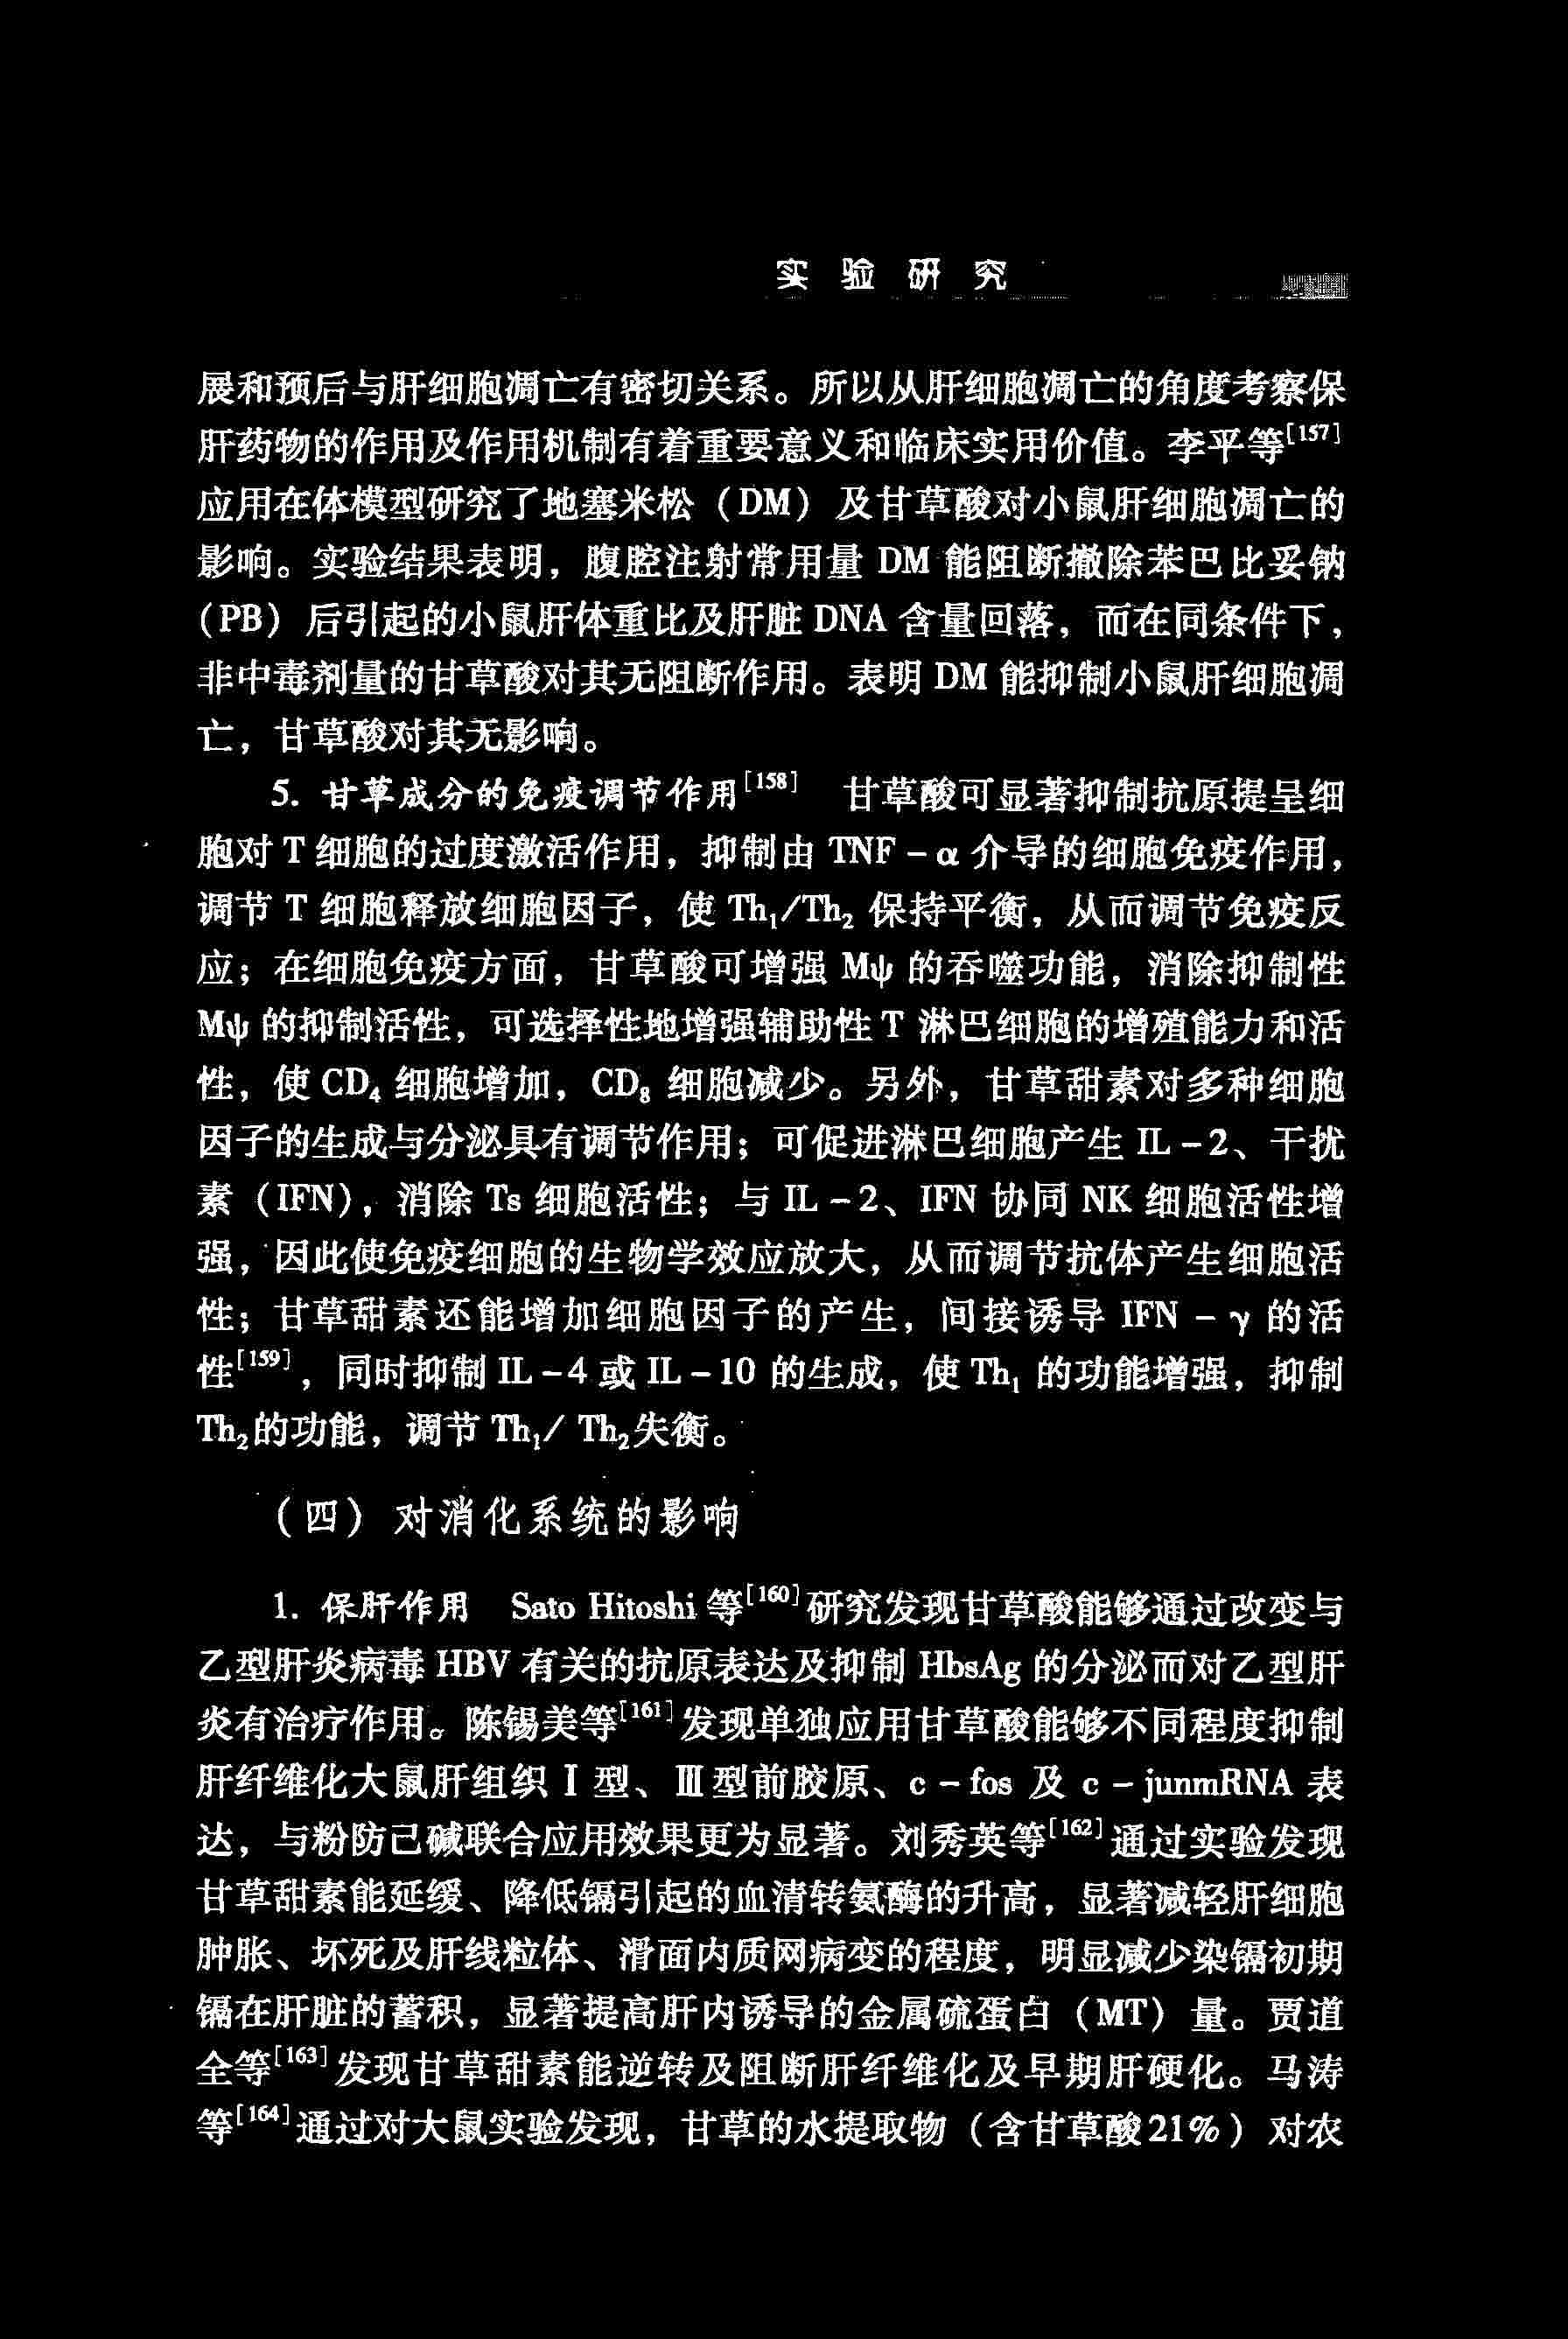 实验研究
展和预后与肝细胞凋亡有密切关系。所以从肝细胞凋亡的角度考察保
肝药物的作用及作用机制有着重要意义和临床实用价值。李平等[157]
应用在体模型研究了地塞米松（DM）及甘草酸对小鼠肝细胞凋亡的
影响。实验结果表明，腹腔注射常用量 DM 能阻断撤除苯巴比妥钠
（PB）后引起的小鼠肝体重比及肝脏 DNA 含量回落，而在同条件下，
非中毒剂量的甘草酸对其无阻断作用。表明 DM 能抑制小鼠肝细胞凋
亡，甘草酸对其无影响。
5. 甘草成分的免疫调节作用[158]　甘草酸可显著抑制抗原提呈细
胞对 T 细胞的过度激活作用，抑制由 TNF－α 介导的细胞免疫作用，
调节 T 细胞释放细胞因子，使 Th₁/Th₂ 保持平衡，从而调节免疫反
应；在细胞免疫方面，甘草酸可增强 Mψ 的吞噬功能，消除抑制性
Mψ 的抑制活性，可选择性地增强辅助性 T 淋巴细胞的增殖能力和活
性，使 CD₄ 细胞增加，CD₈ 细胞减少。另外，甘草甜素对多种细胞
因子的生成与分泌具有调节作用；可促进淋巴细胞产生 IL－2、干扰
素（IFN），消除 Ts 细胞活性；与 IL－2、IFN 协同 NK 细胞活性增
强，因此使免疫细胞的生物学效应放大，从而调节抗体产生细胞活
性；甘草甜素还能增加细胞因子的产生，间接诱导 IFN－γ 的活
性[159]，同时抑制 IL－4 或 IL－10 的生成，使 Th₁ 的功能增强，抑制
Th₂的功能，调节 Th₁/ Th₂失衡。
（四）对消化系统的影响
1. 保肝作用　Sato Hitoshi 等[160]研究发现甘草酸能够通过改变与
乙型肝炎病毒 HBV 有关的抗原表达及抑制 HbsAg 的分泌而对乙型肝
炎有治疗作用。陈锡美等[161]发现单独应用甘草酸能够不同程度抑制
肝纤维化大鼠肝组织Ⅰ型、Ⅲ型前胶原、c－fos 及 c－junmRNA 表
达，与粉防己碱联合应用效果更为显著。刘秀英等[162]通过实验发现
甘草甜素能延缓、降低镉引起的血清转氨酶的升高，显著减轻肝细胞
肿胀、坏死及肝线粒体、滑面内质网病变的程度，明显减少染镉初期
镉在肝脏的蓄积，显著提高肝内诱导的金属硫蛋白（MT）量。贾道
全等[163]发现甘草甜素能逆转及阻断肝纤维化及早期肝硬化。马涛
等[164]通过对大鼠实验发现，甘草的水提取物（含甘草酸21%）对农